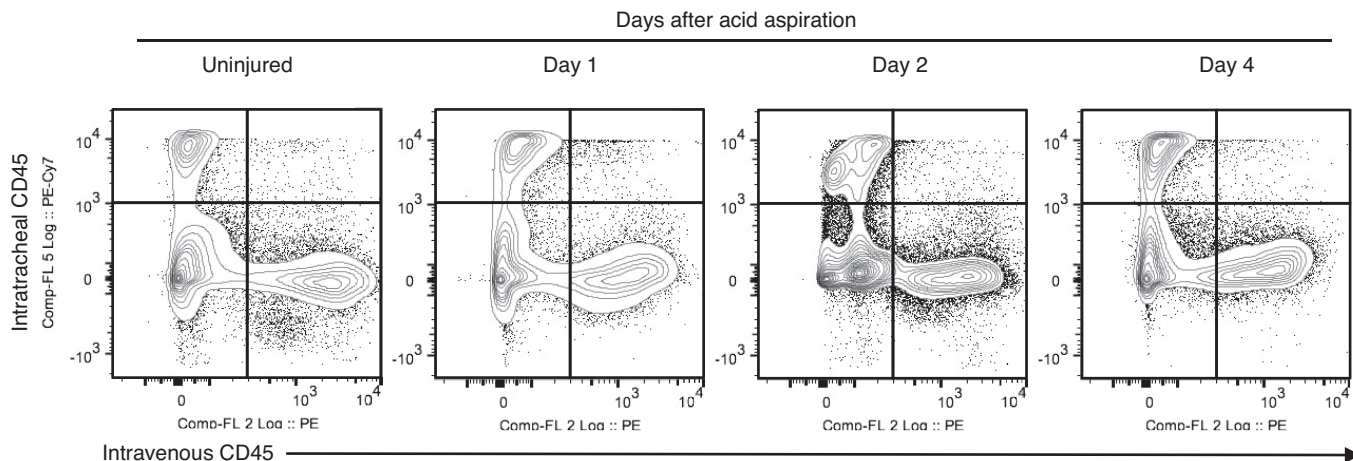 Days after acid aspiration
Uninjured Day 1 Day 2 Day 4
Intratracheal CD45
Comp-FL 5 Log :: PE-Cy7
10^4 10^4 10^4 10^4
10^3 10^3 10^3 10^3
0 0 0 0
-10^3 -10^3 -10^3 -10^3
0 10^3 10^4 0 10^3 10^4 0 10^3 10^4 0 10^3 10^4
Comp-FL 2 Log :: PE Comp-FL 2 Log :: PE Comp-FL 2 Log :: PE Comp-FL 2 Log :: PE
Intravenous CD45